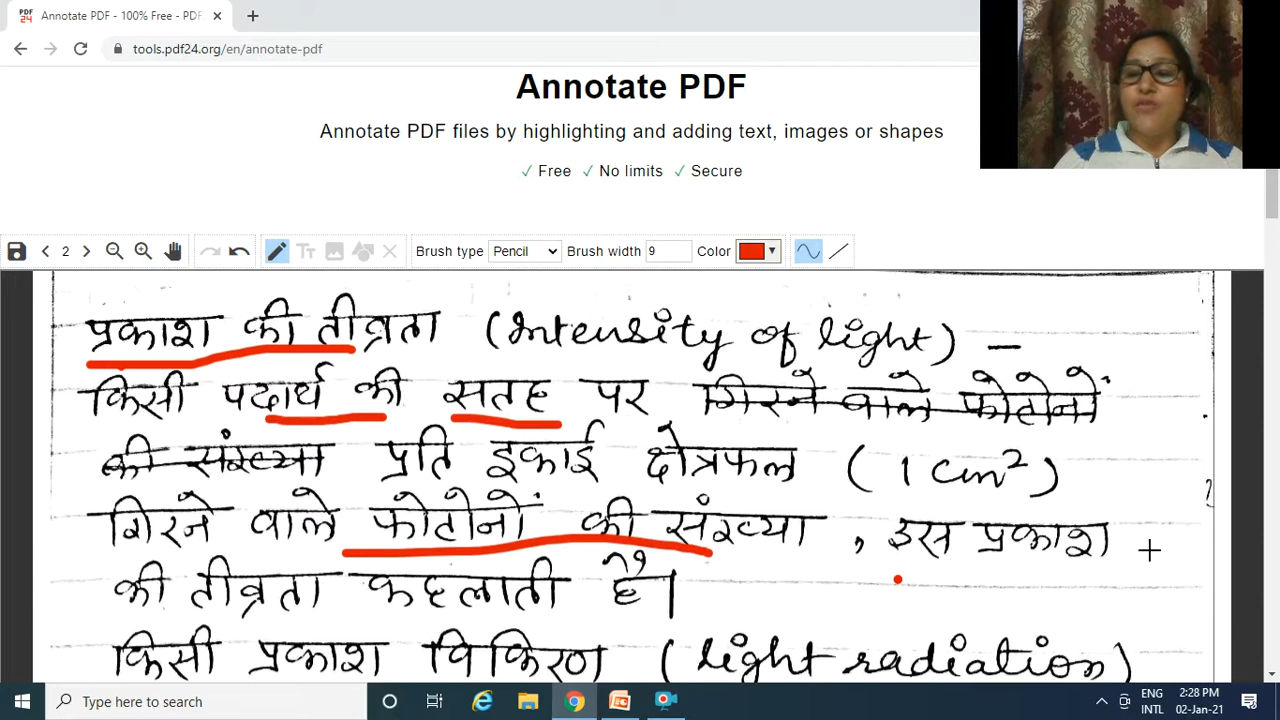 Annotate PDF - 100% Free - PDF
tools.pdf24.org/en/annotate-pdf
Annotate PDF
Annotate PDF files by highlighting and adding text, images or shapes
✓ Free ✓ No limits ✓ Secure
2 Brush type Pencil Brush width 9 Color
प्रकाश की तीव्रता (Intensity of light) –
किसी पदार्थ की सतह पर गिरने वाले फोटोनों
की संख्या प्रति इकाई क्षेत्रफल (1 cm²)
गिरने वाले फोटोनों की संख्या, इस प्रकाश
की तीव्रता कहलाती है।
किसी प्रकाश विकिरण (light radiation)
Type here to search
ENG 2:28 PM
INTL 02-Jan-21